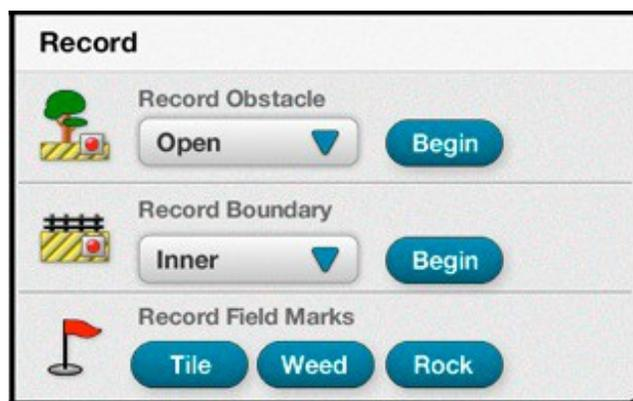 Record
Record Obstacle
Open Begin
Record Boundary
Inner Begin
Record Field Marks
Tile Weed Rock